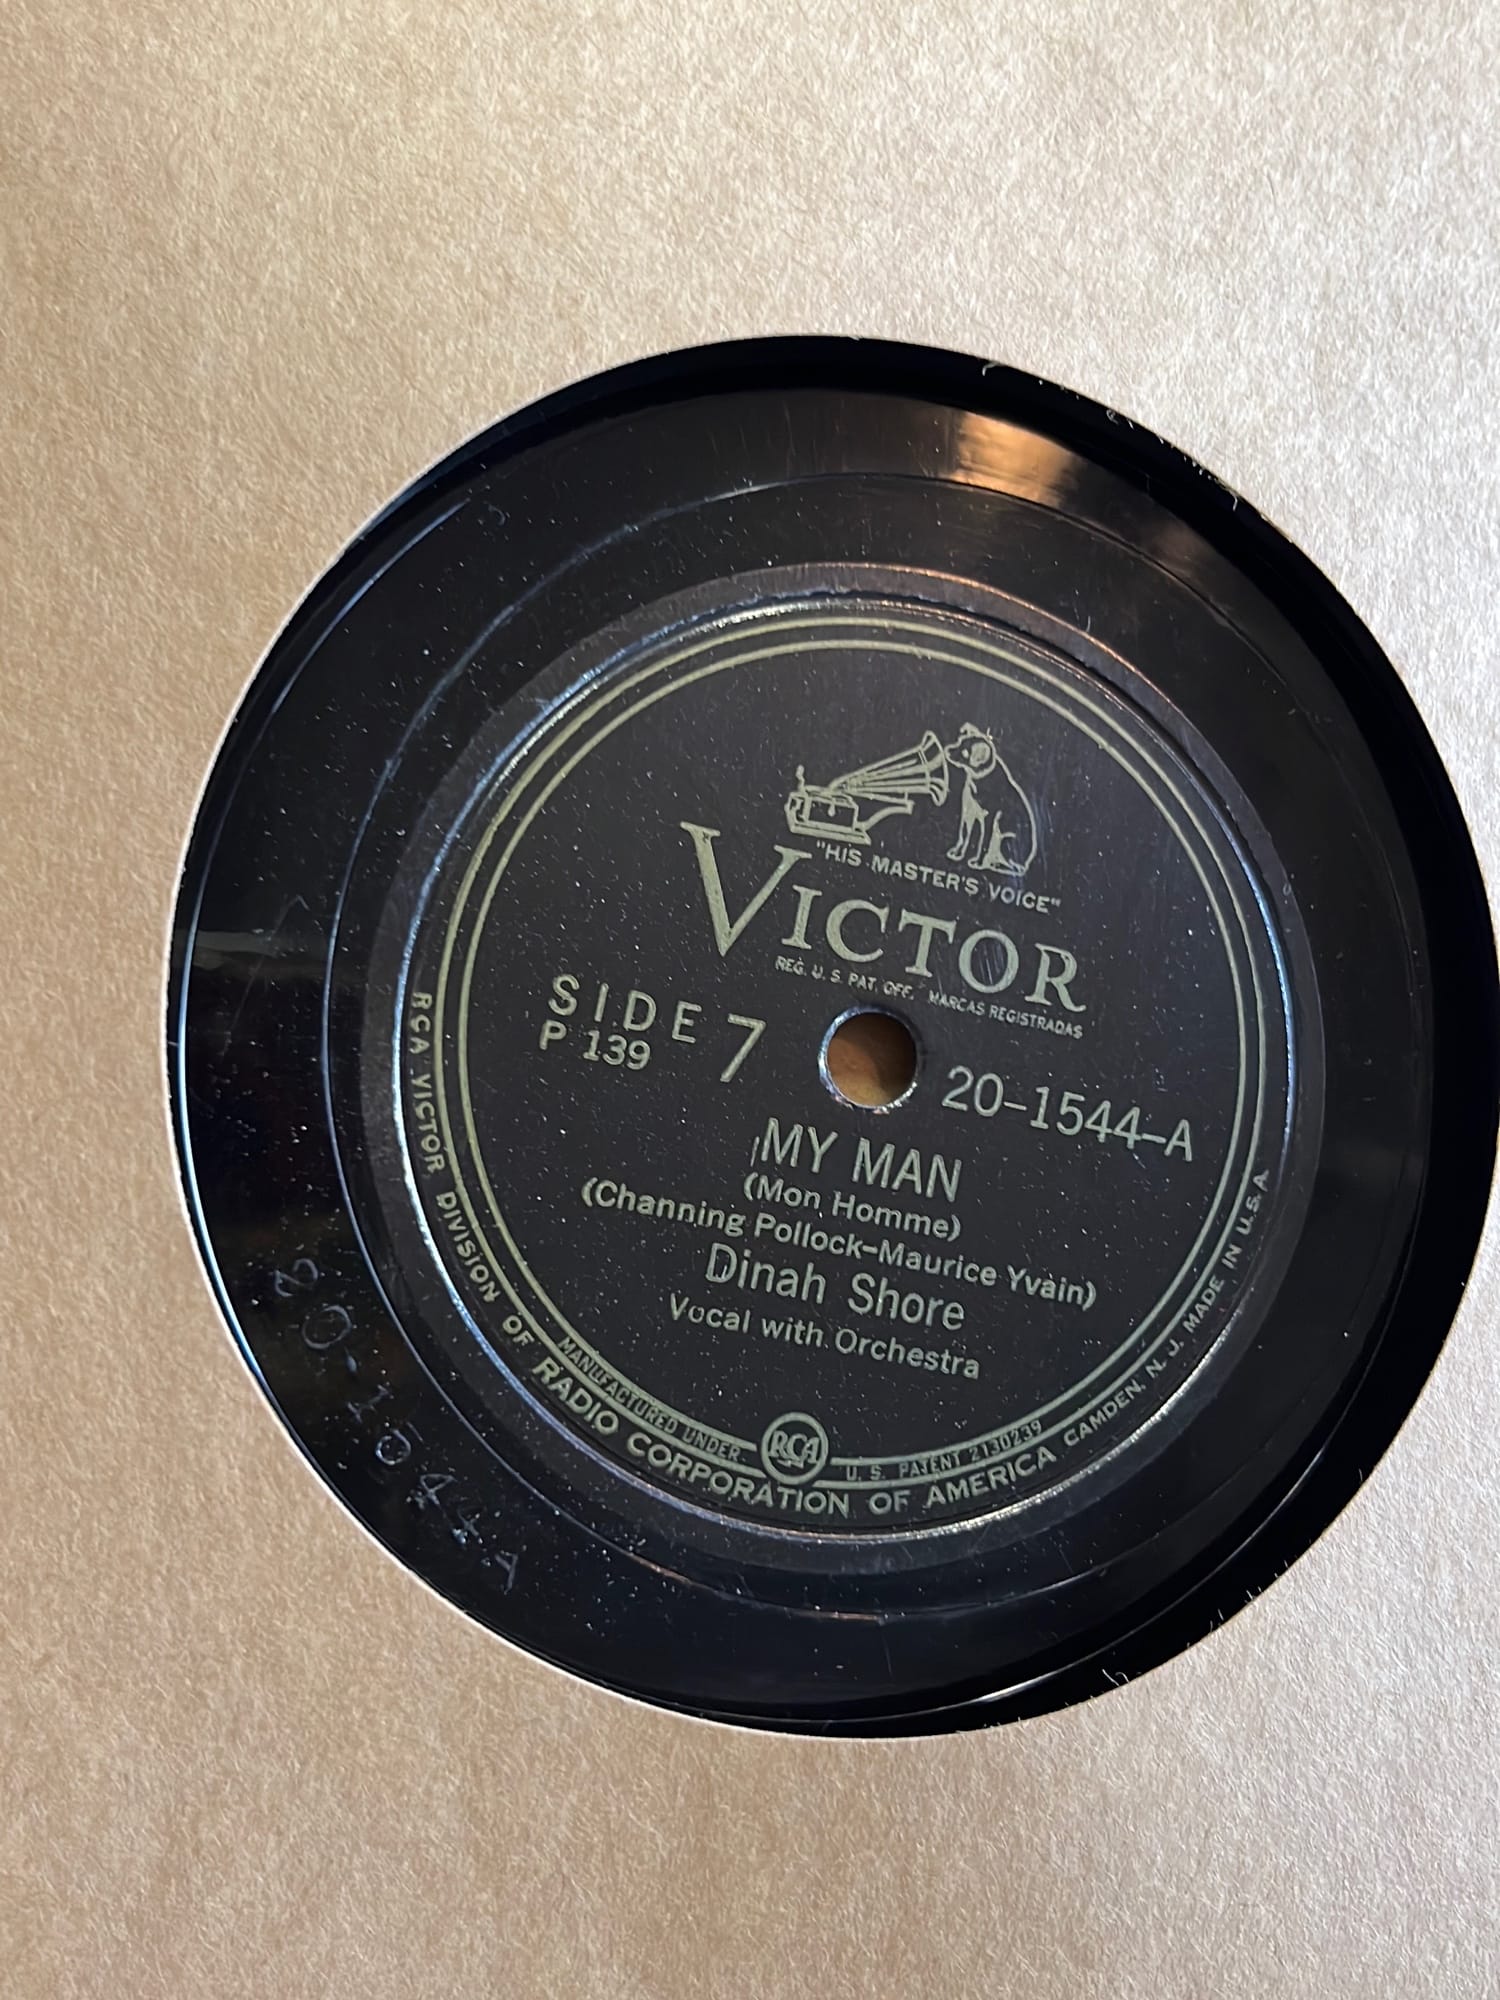 "HIS MASTER'S VOICE"
VICTOR
REG. U. S. PAT. OFF. MARCAS REGISTRADAS
SIDE 7
P 139
20-1544-A
MY MAN
(Mon Homme)
(Channing Pollock-Maurice Yvain)
Dinah Shore
Vocal with Orchestra
MANUFACTURED UNDER
RCA
U. S. PATENT 2130239
RCA VICTOR DIVISION OF RADIO CORPORATION OF AMERICA CAMDEN, N. J. MADE IN U.S.A.
20-1544A